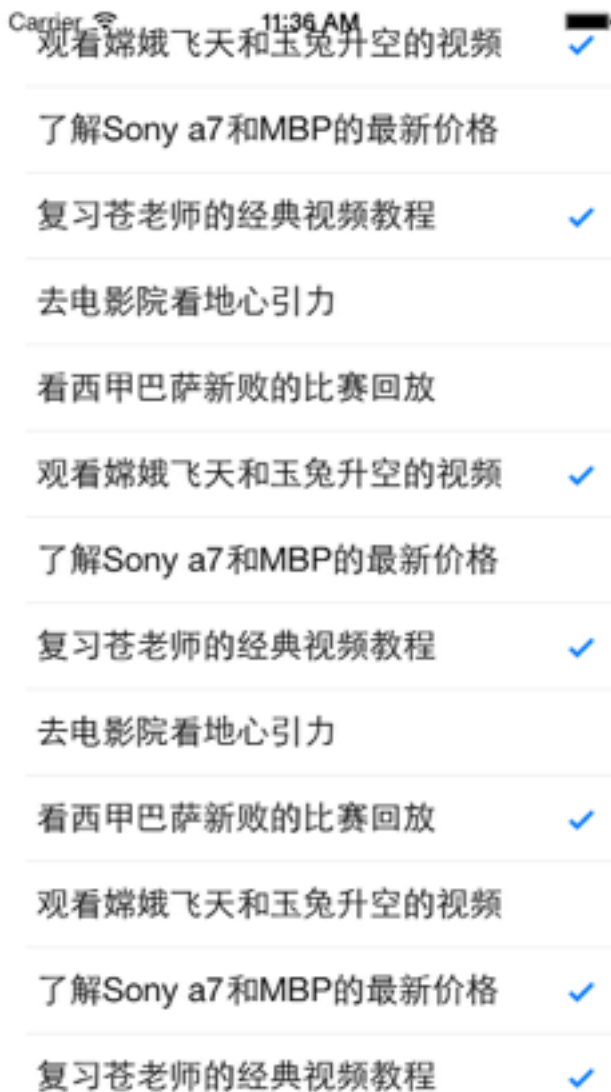 Carrier 11:36 AM
观看嫦娥飞天和玉兔升空的视频
了解Sony a7和MBP的最新价格
复习苍老师的经典视频教程
去电影院看地心引力
看西甲巴萨新败的比赛回放
观看嫦娥飞天和玉兔升空的视频
了解Sony a7和MBP的最新价格
复习苍老师的经典视频教程
去电影院看地心引力
看西甲巴萨新败的比赛回放
观看嫦娥飞天和玉兔升空的视频
了解Sony a7和MBP的最新价格
复习苍老师的经典视频教程